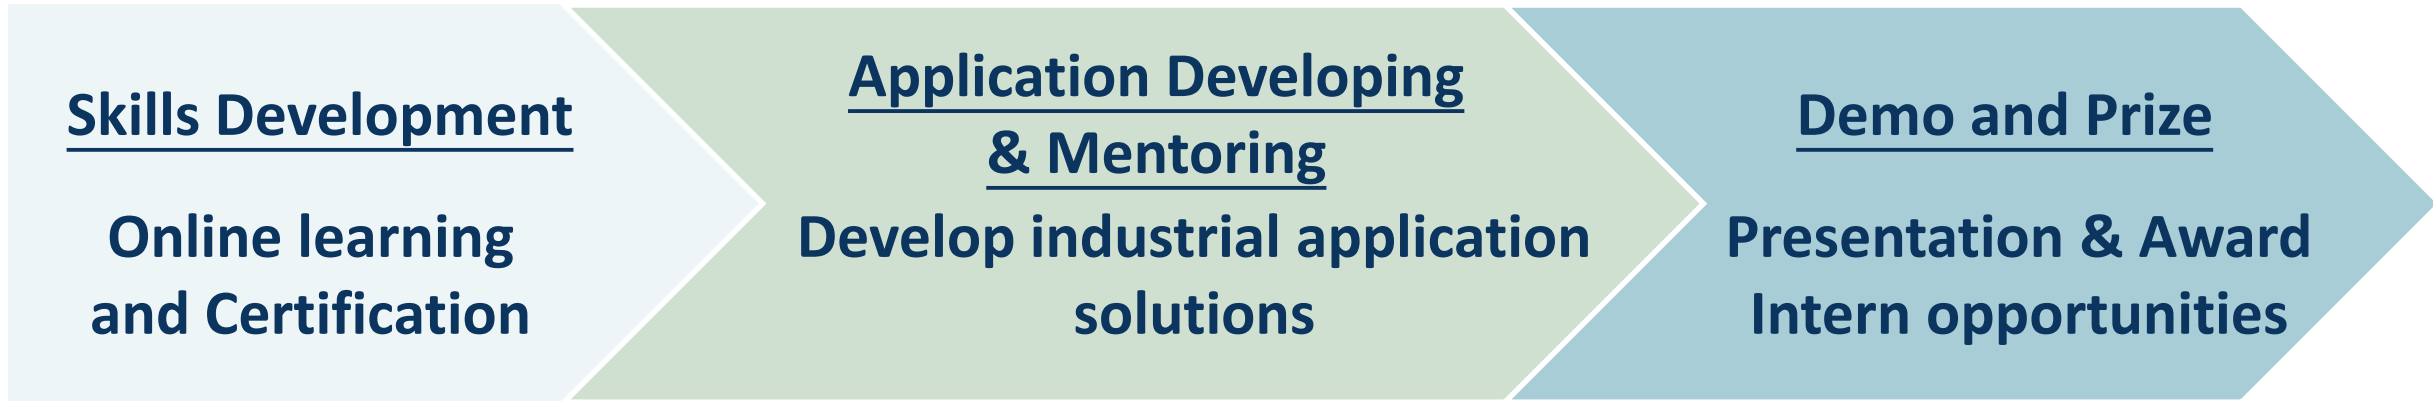 Skills Development
Online learning
and Certification
Application Developing
& Mentoring
Develop industrial application
solutions
Demo and Prize
Presentation & Award
Intern opportunities